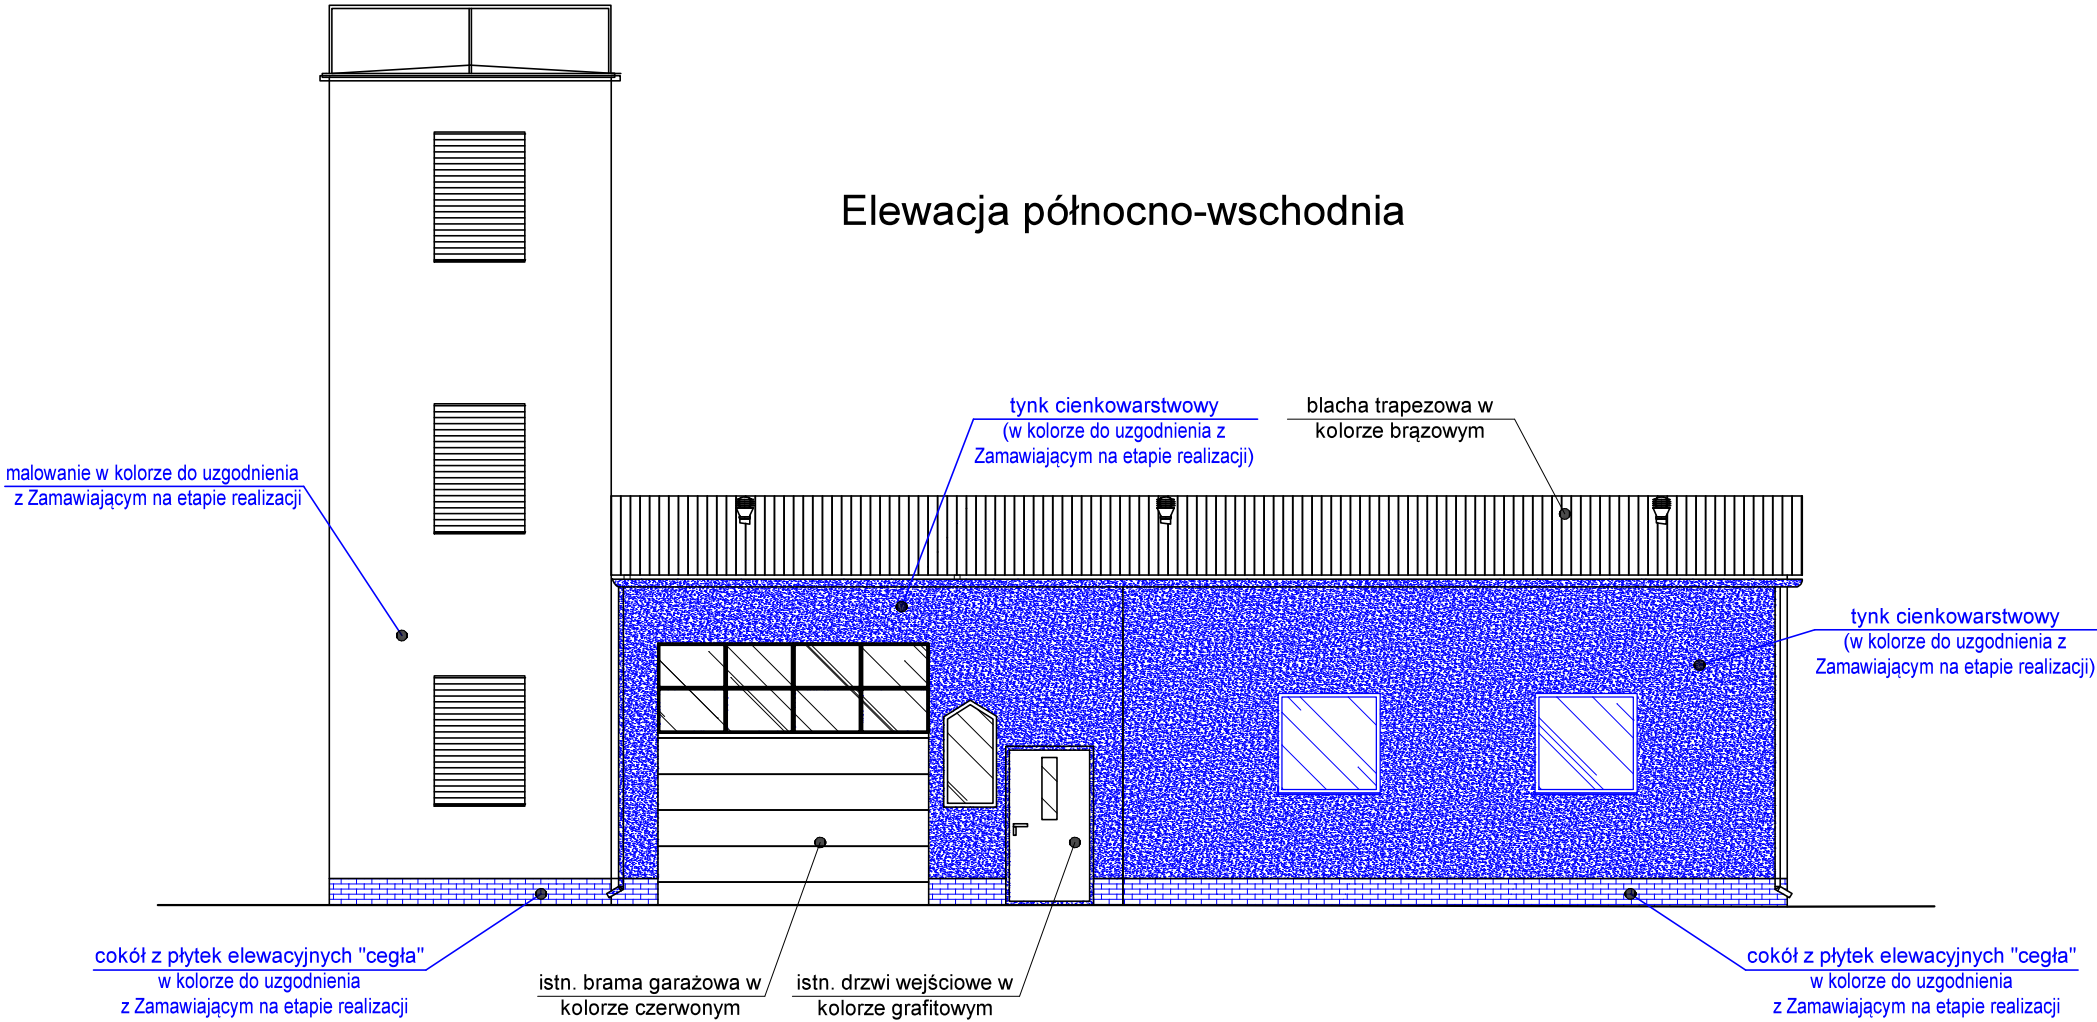 Elewacja północno-wschodnia
tynk cienkowarstwowy
(w kolorze do uzgodnienia z
Zamawiającym na etapie realizacji)
blacha trapezowa w
kolorze brązowym
malowanie w kolorze do uzgodnienia
z Zamawiającym na etapie realizacji
tynk cienkowarstwowy
(w kolorze do uzgodnienia z
Zamawiającym na etapie realizacji)
cokół z płytek elewacyjnych "cegła"
w kolorze do uzgodnienia
z Zamawiającym na etapie realizacji
istn. brama garażowa w
kolorze czerwonym
istn. drzwi wejściowe w
kolorze grafitowym
cokół z płytek elewacyjnych "cegła"
w kolorze do uzgodnienia
z Zamawiającym na etapie realizacji